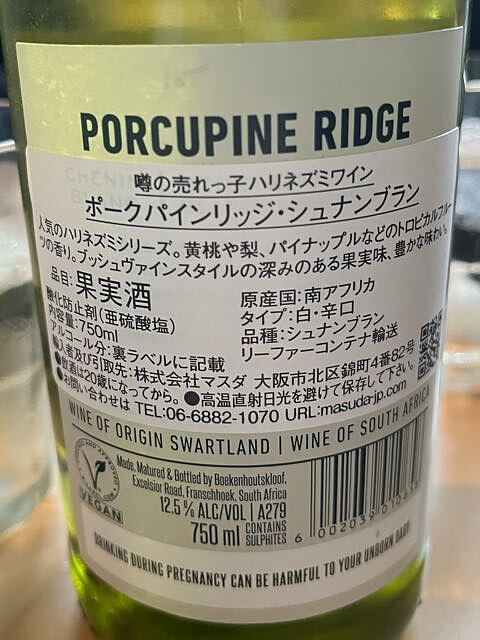 PORCUPINE RIDGE
CHENIN
噂の売れっ子ハリネズミワイン
ポークパインリッジ・シュナンブラン
人気のハリネズミシリーズ。黄桃や梨、パイナップルなどのトロピカルフルー
ツの香り。ブッシュヴァインスタイルの深みのある果実味、豊かな味わい。
品目:果実酒
酸化防止剤(亜硫酸塩)
内容量:750ml
アルコール分:裏ラベルに記載
原産国:南アフリカ
タイプ:白・辛口
品種:シュナンブラン
リーファーコンテナ輸送
輸入者及び引取先:株式会社マスダ 大阪市北区錦町4番82号
飲酒は20歳になってから。●高温直射日光を避けて保存して下さい。
●お問い合わせは TEL:06-6882-1070 URL:masuda-jp.com
WINE OF ORIGIN SWARTLAND | WINE OF SOUTH AFRICA
VEGAN
Made, Matured & Bottled by Boekenhoutskloof,
Excelsior Road, Franschhoek, South Africa
12.5% ALC/VOL | A279
750 ml CONTAINS
SULPHITES
DRINKING DURING PREGNANCY CAN BE HARMFUL TO YOUR UNBORN BABY